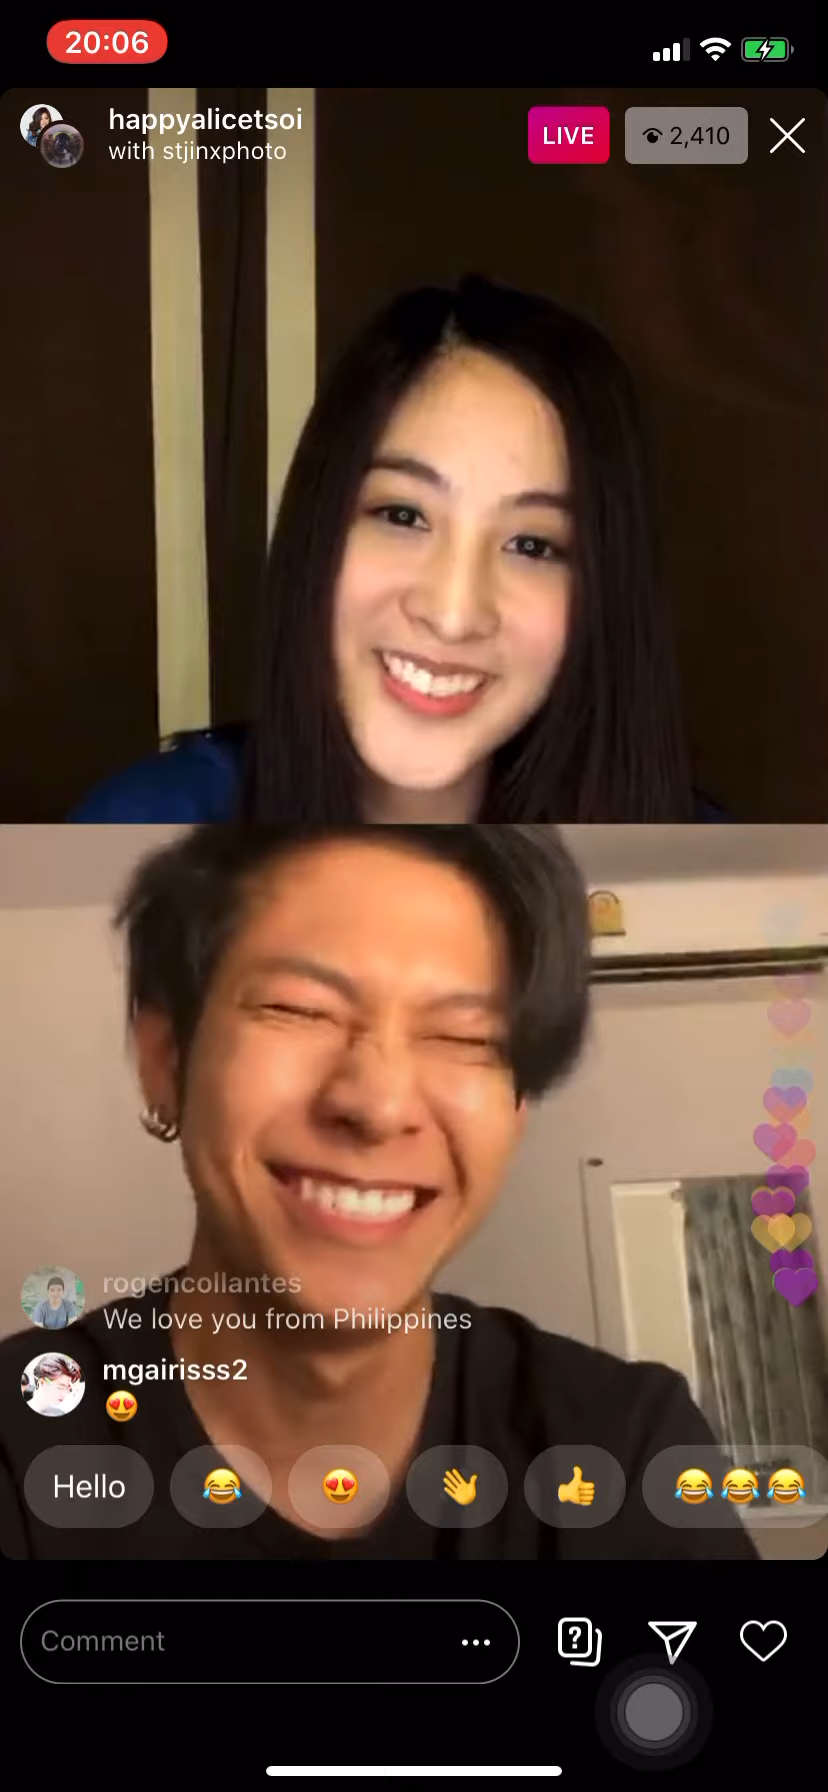 20:06
happyalicetsoi
with stjinxphoto
LIVE
2,410
rogencollantes
We love you from Philippines
mgairisss2
😍
Hello
😂
😍
👋
👍
😂😂😂
Comment